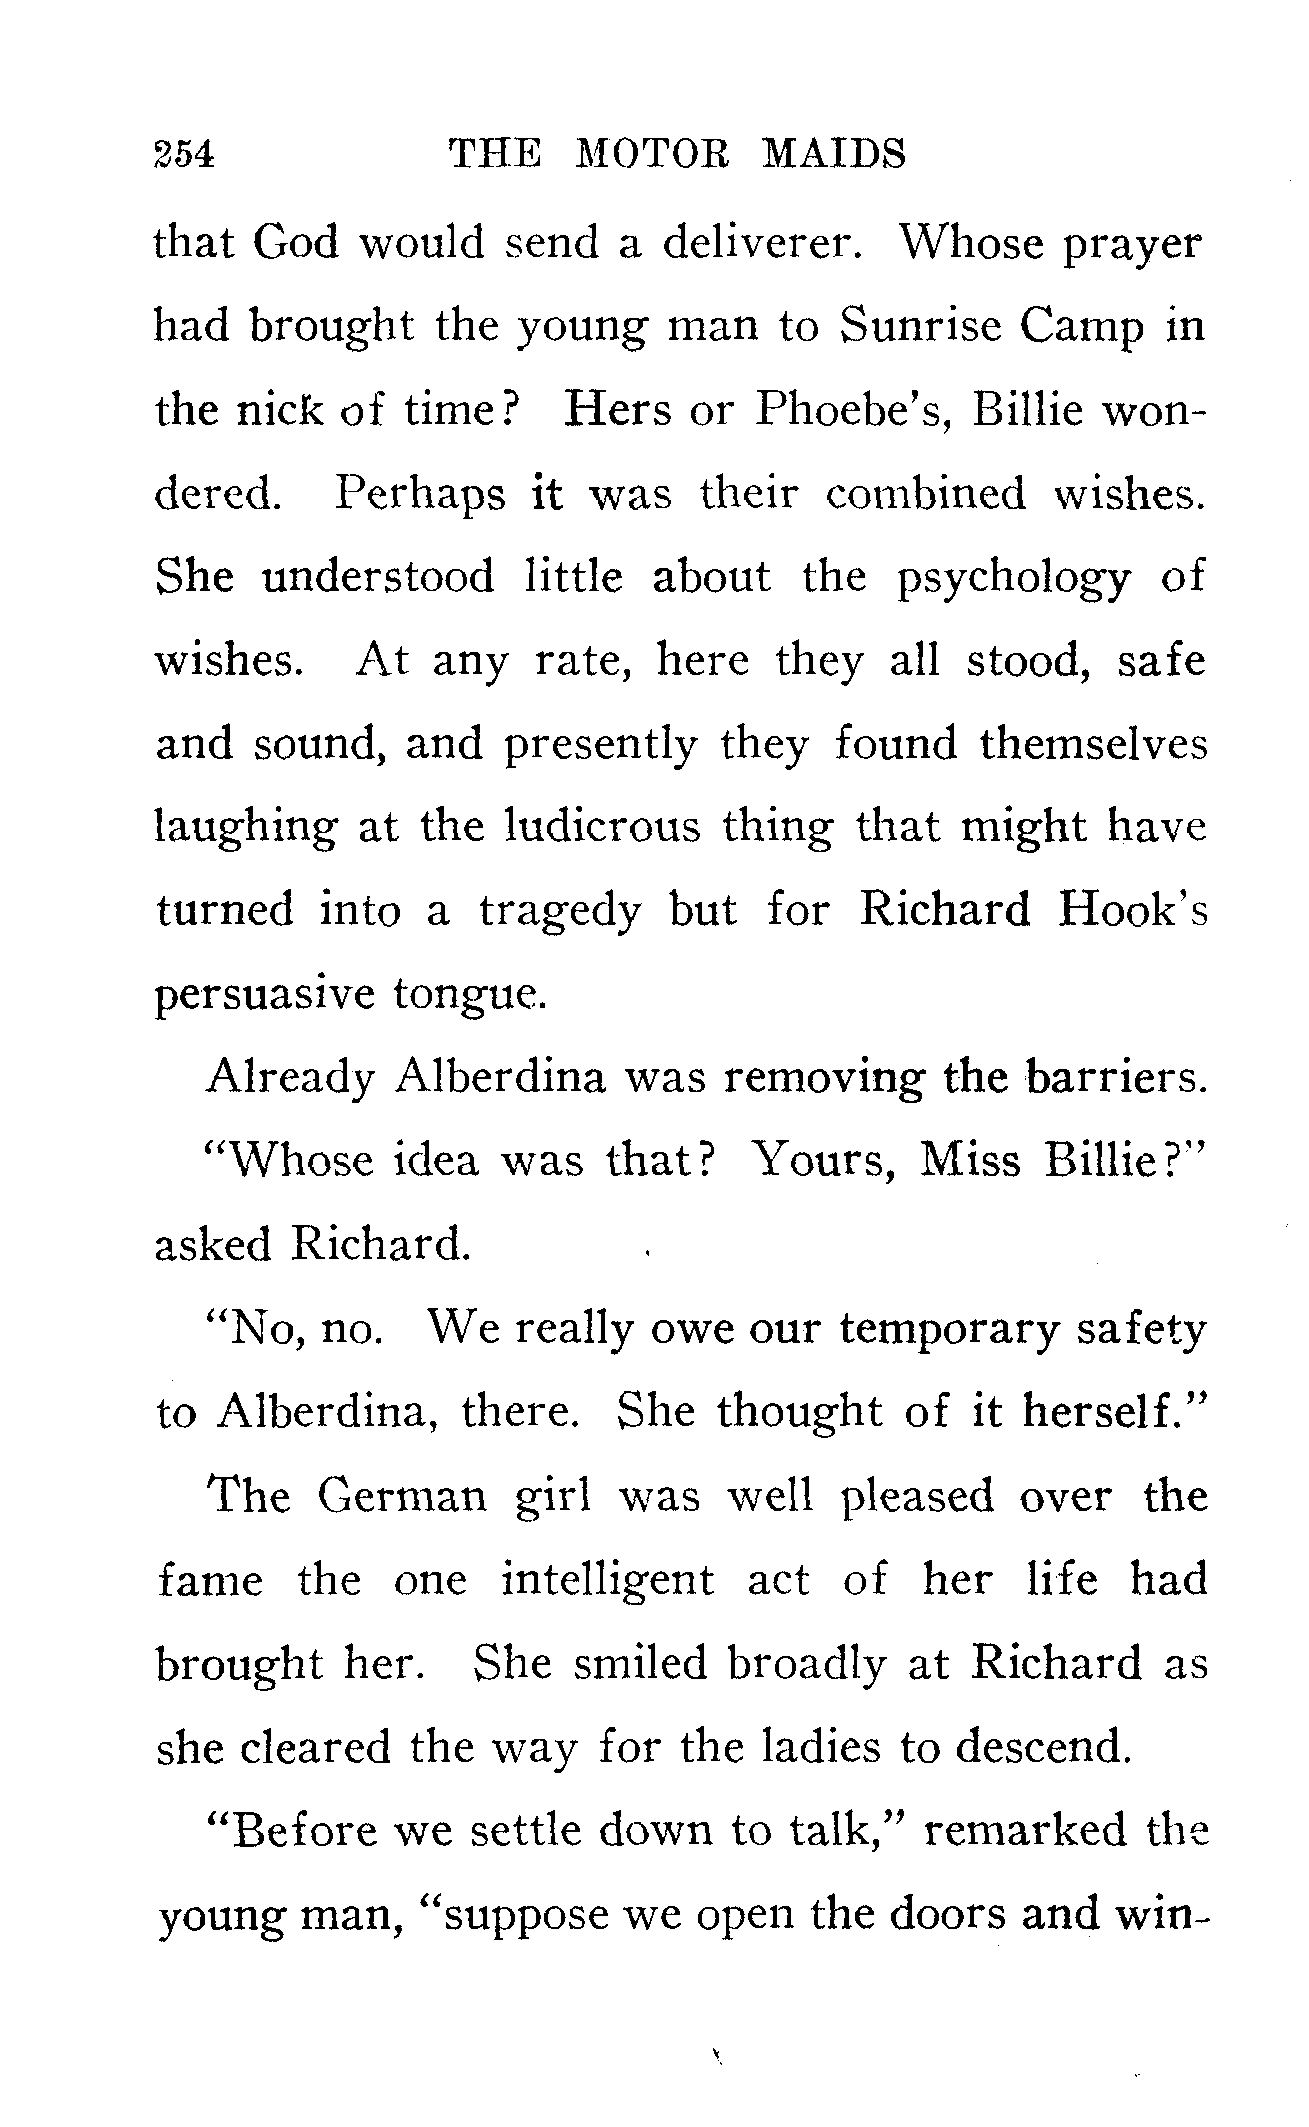 254 THE MOTOR MAIDS
that God would send a deliverer. Whose prayer
had brought the young man to Sunrise Camp in
the nick of time? Hers or Phoebe's, Billie won-
dered. Perhaps it was their combined wishes.
She understood little about the psychology of
wishes. At any rate, here they all stood, safe
and sound, and presently they found themselves
laughing at the ludicrous thing that might have
turned into a tragedy but for Richard Hook's
persuasive tongue.
Already Alberdina was removing the barriers.
"Whose idea was that? Yours, Miss Billie?"
asked Richard.
"No, no. We really owe our temporary safety
to Alberdina, there. She thought of it herself."
The German girl was well pleased over the
fame the one intelligent act of her life had
brought her. She smiled broadly at Richard as
she cleared the way for the ladies to descend.
"Before we settle down to talk," remarked the
young man, "suppose we open the doors and win-